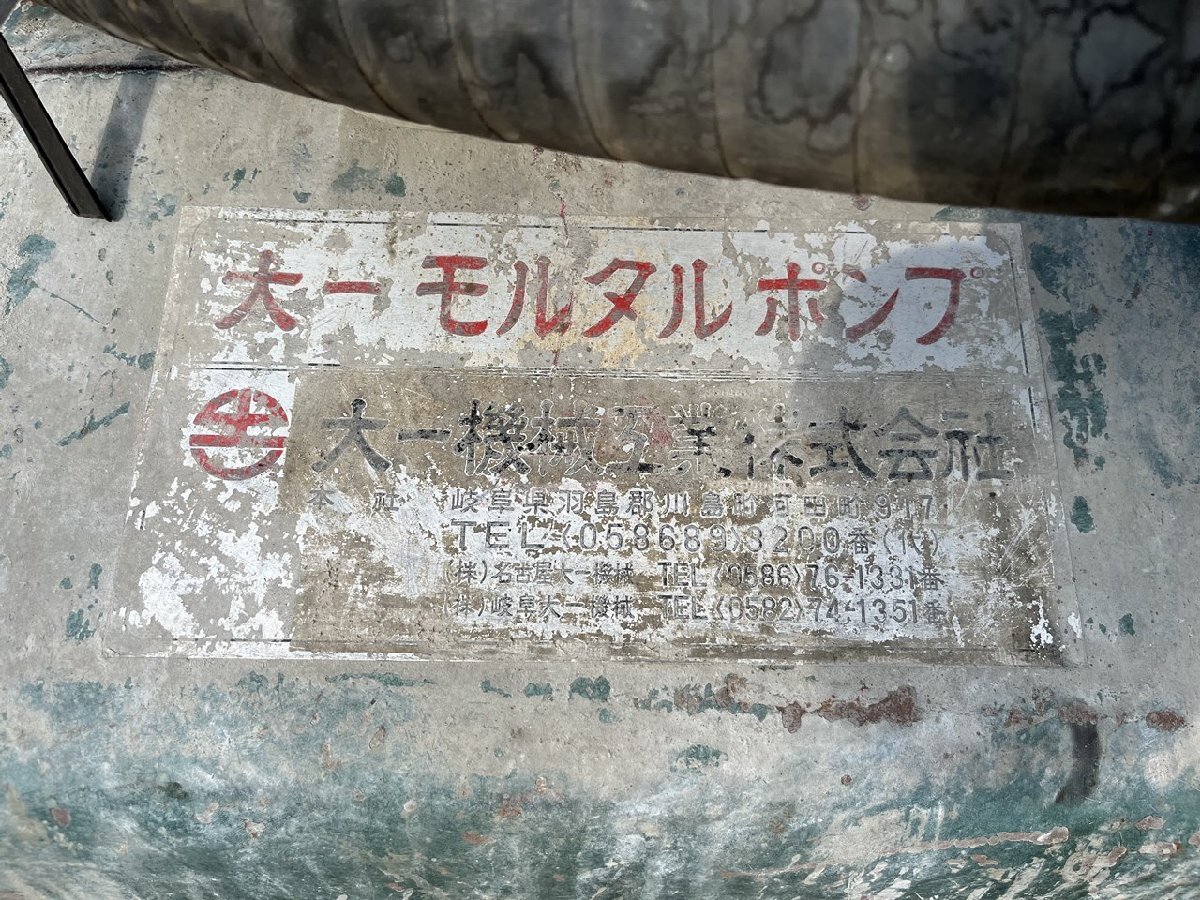 大一モルタルポンプ
大一機械工業株式会社
本社 岐阜県羽島郡川島町河田町917
TEL〈058689〉3200番(代)
(株)名古屋大一機械 TEL〈0586〉76-1331番
(株)岐阜大一機械 TEL〈0582〉74-1351番